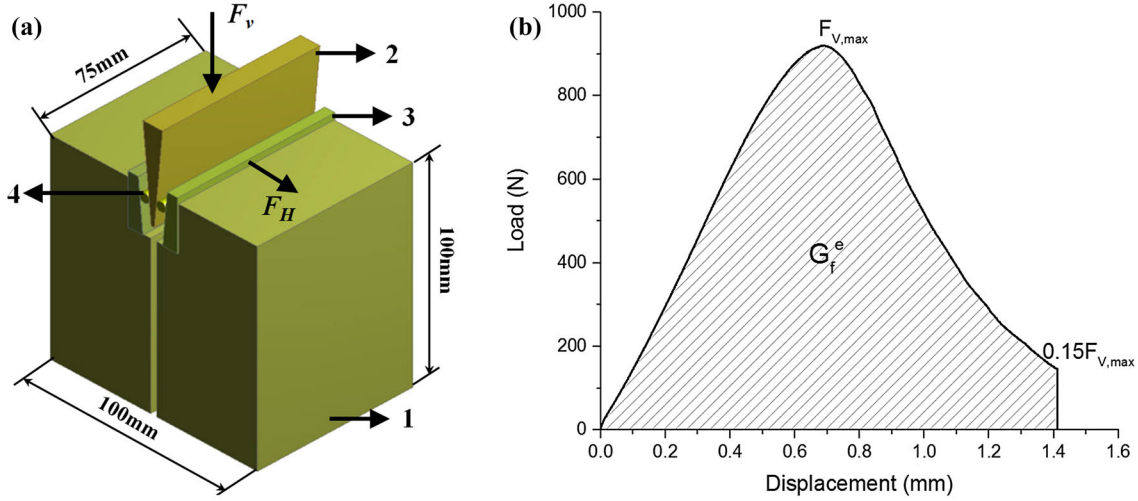 (a)
F_v
75mm
2
3
4
F_H
100mm
100mm
1
(b)
1000
800
600
400
200
0
Load (N)
F_V,max
G_f^e
0.15F_V,max
0.0
0.2
0.4
0.6
0.8
1.0
1.2
1.4
1.6
Displacement (mm)